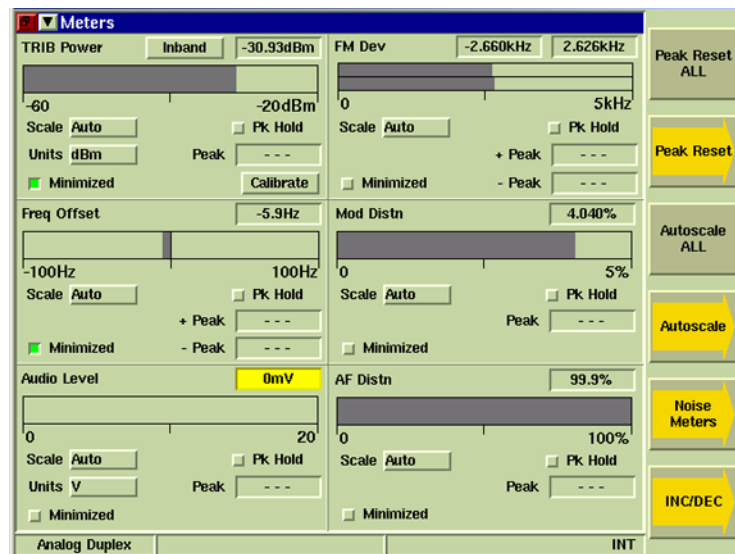 Meters
TRIB Power Inband -30.93dBm
-60 -20dBm
Scale Auto Pk Hold
Units dBm Peak - - -
Minimized Calibrate
FM Dev -2.660kHz 2.626kHz
0 5kHz
Scale Auto Pk Hold
+ Peak - - -
Minimized - Peak - - -
Freq Offset -5.9Hz
-100Hz 100Hz
Scale Auto Pk Hold
+ Peak - - -
Minimized - Peak - - -
Mod Distn 4.040%
0 5%
Scale Auto Pk Hold
Peak - - -
Minimized
Audio Level 0mV
0 20
Scale Auto Pk Hold
Units V Peak - - -
Minimized
AF Distn 99.9%
0 100%
Scale Auto Pk Hold
Peak - - -
Minimized
Analog Duplex INT
Peak Reset
ALL
Peak Reset
Autoscale
ALL
Autoscale
Noise
Meters
INC/DEC